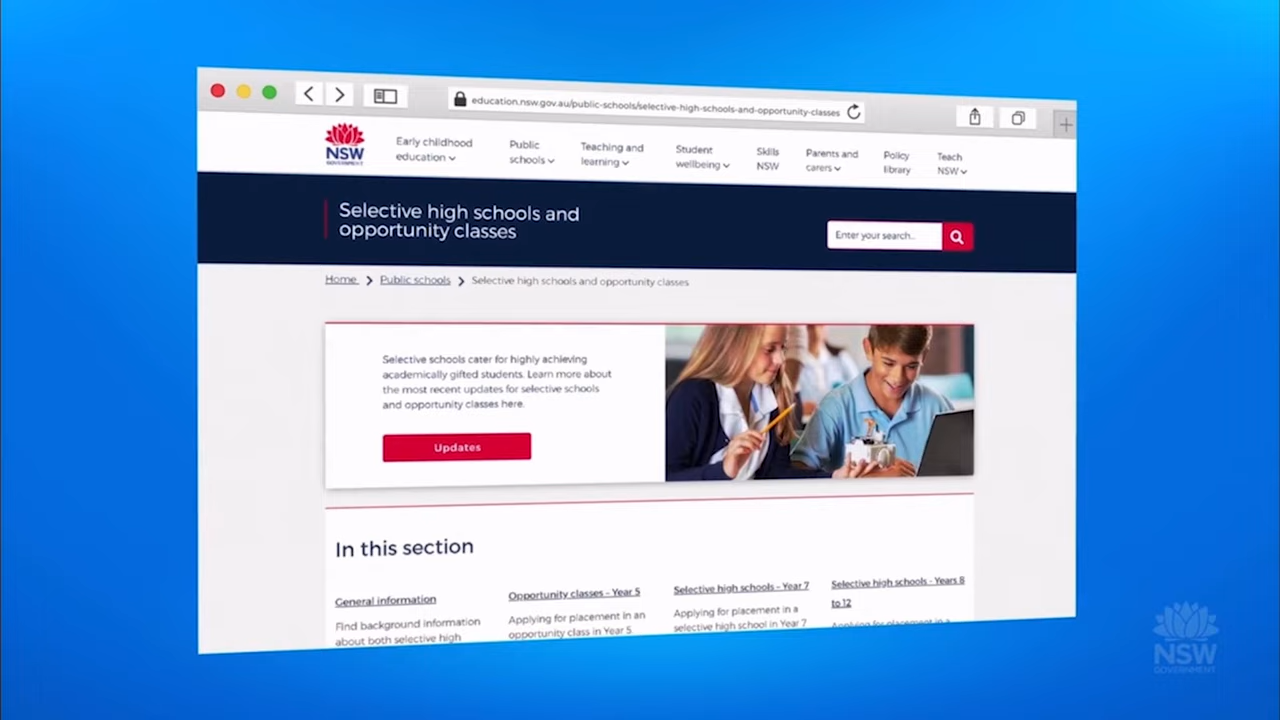 education.nsw.gov.au/public-schools/selective-high-schools-and-opportunity-classes
NSW
GOVERNMENT
Early childhood
education
Public
schools
Teaching and
learning
Student
wellbeing
Skills
NSW
Parents and
carers
Policy
library
Teach
NSW
Selective high schools and
opportunity classes
Enter your search..
Home
Public schools
Selective high schools and opportunity classes
Selective schools cater for highly achieving
academically gifted students. Learn more about
the most recent updates for selective schools
and opportunity classes here.
Updates
In this section
General information
Find background information
about both selective high
Opportunity classes - Year 5
Applying for placement in an
opportunity class in Year 5
Selective high schools - Year 7
Applying for placement in a
selective high school in Year 7
Selective high schools - Years 8
to 12
Applying for placement in a
NSW
GOVERNMENT